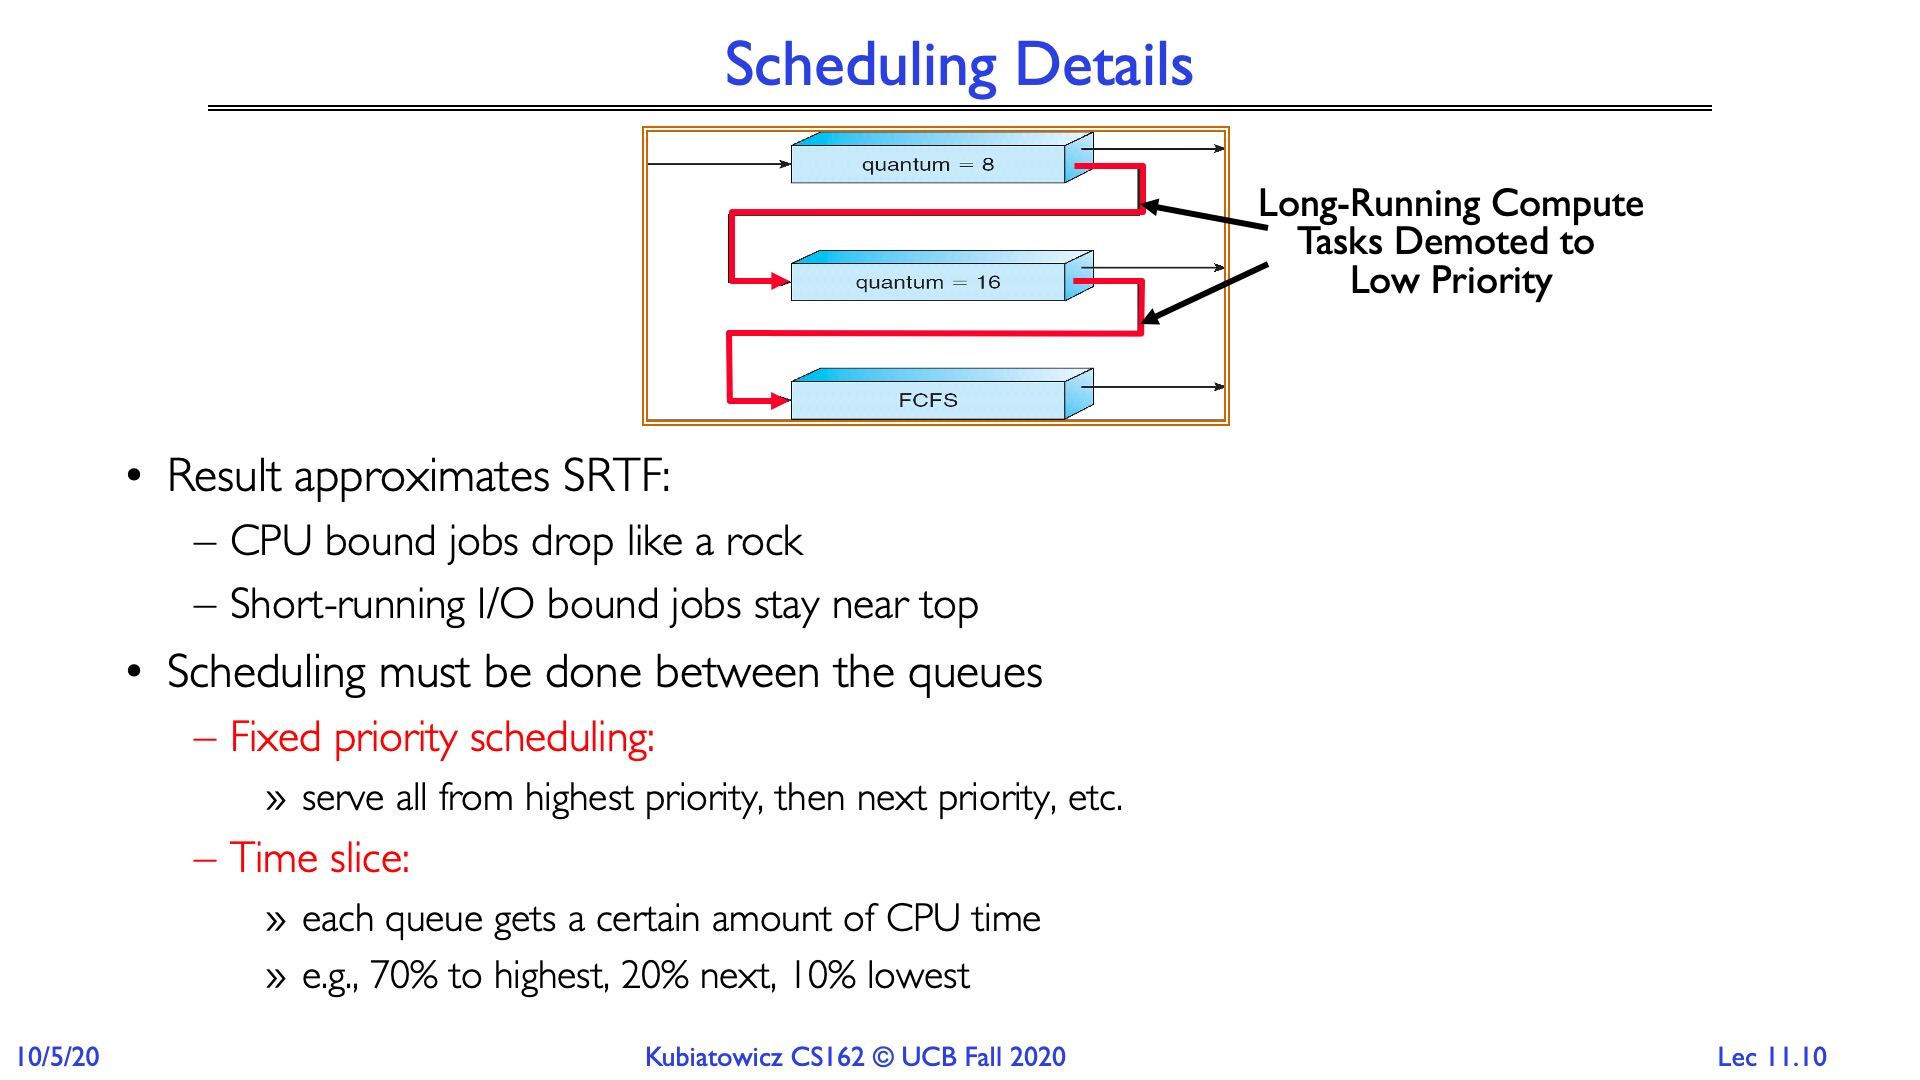 Scheduling Details
quantum = 8
Long-Running Compute
Tasks Demoted to
Low Priority
quantum = 16
FCFS
• Result approximates SRTF:
– CPU bound jobs drop like a rock
– Short-running I/O bound jobs stay near top
• Scheduling must be done between the queues
– Fixed priority scheduling:
» serve all from highest priority, then next priority, etc.
– Time slice:
» each queue gets a certain amount of CPU time
» e.g., 70% to highest, 20% next, 10% lowest
10/5/20
Kubiatowicz CS162 © UCB Fall 2020
Lec 11.10